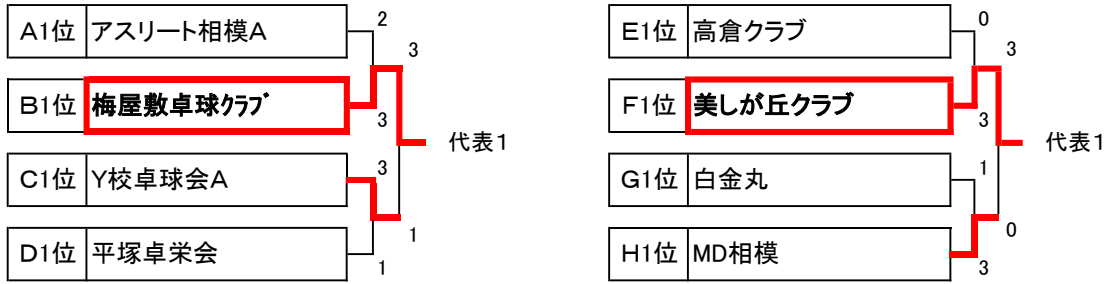 A1位 アスリート相模A 2
3
B1位 梅屋敷卓球クラブ 3
代表1
C1位 Y校卓球会A 3
1
D1位 平塚卓栄会 1
E1位 高倉クラブ 0
3
F1位 美しが丘クラブ 3
代表1
G1位 白金丸 1
0
H1位 MD相模 3